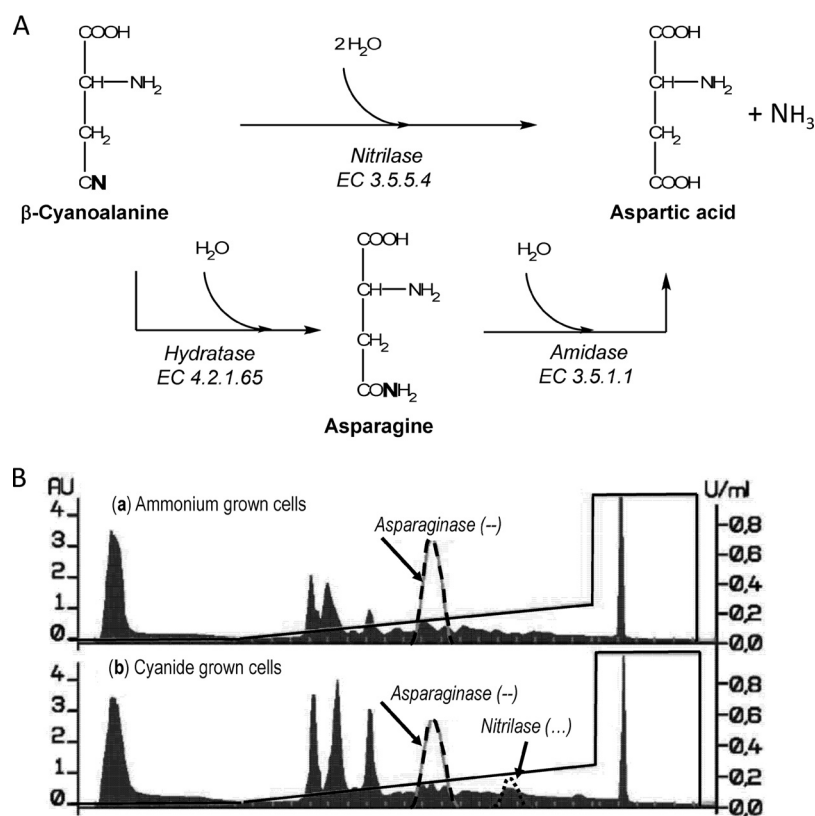 A
COOH
CH—NH2
CH2
CN
β-Cyanoalanine
2H2O
Nitrilase
EC 3.5.5.4
COOH
CH—NH2
CH2
COOH
+ NH3
Aspartic acid
H2O
Hydratase
EC 4.2.1.65
COOH
CH—NH2
CH2
CONH2
Asparagine
H2O
Amidase
EC 3.5.1.1
B
AU
U/ml
(a) Ammonium grown cells
Asparaginase (--)
4
3
2
1
0
0,8
0,6
0,4
0,2
0,0
(b) Cyanide grown cells
Asparaginase (--)
Nitrilase (...)
4
3
2
1
0
0,8
0,6
0,4
0,2
0,0